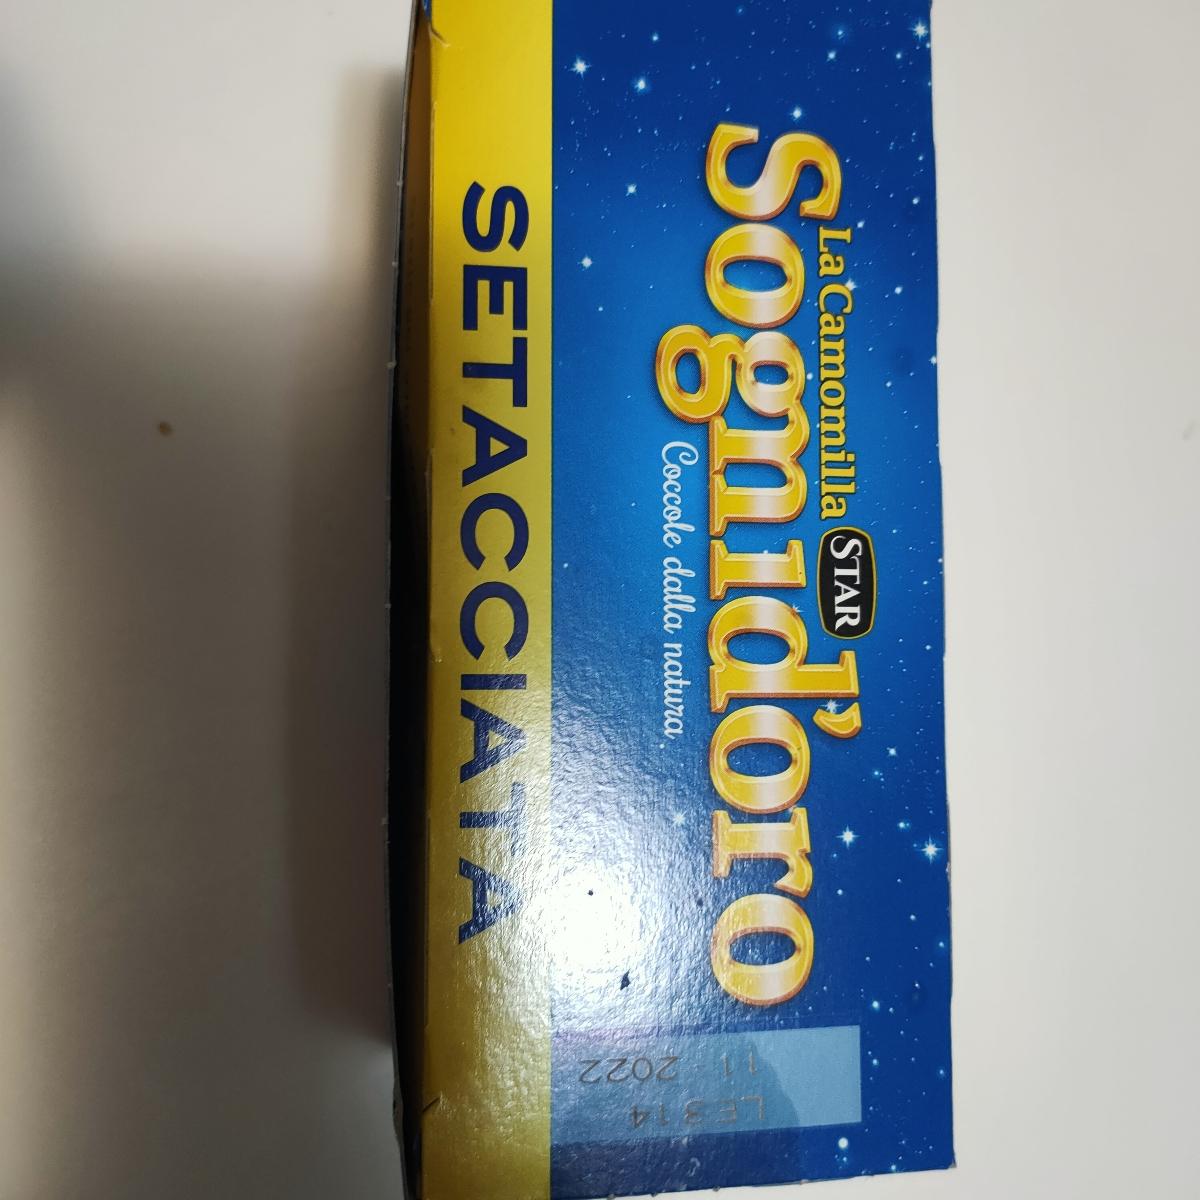 La Camomilla STAR
Sogni d'oro
Coccole dalla natura
SETACCIATA
LE314
11 - 2022